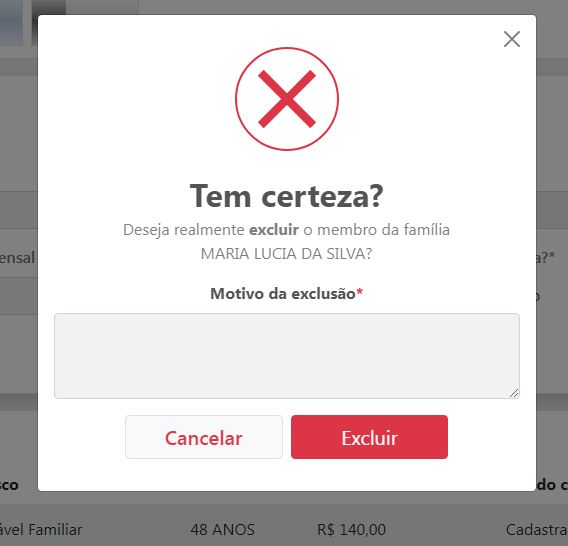 Tem certeza?
Deseja realmente excluir o membro da família
MARIA LUCIA DA SILVA?
ensal
a?*
Motivo da exclusão*
Cancelar
Excluir
sco
do c
ável Familiar
48 ANOS
R$ 140,00
Cadastra